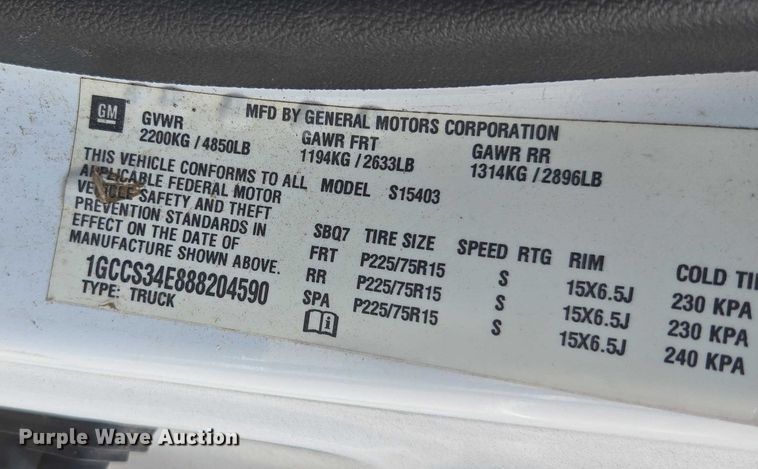 GM
MFD BY GENERAL MOTORS CORPORATION
GVWR GAWR FRT GAWR RR
2200KG / 4850LB 1194KG / 2633LB 1314KG / 2896LB
THIS VEHICLE CONFORMS TO ALL
APPLICABLE FEDERAL MOTOR
VEHICLE SAFETY AND THEFT
PREVENTION STANDARDS IN
EFFECT ON THE DATE OF
MANUFACTURE SHOWN ABOVE.
1GCCS34E888204590
TYPE: TRUCK
MODEL S15403
SBQ7 TIRE SIZE SPEED RTG RIM COLD
FRT P225/75R15 S 15X6.5J 230 KPA
RR P225/75R15 S 15X6.5J 230 KPA
SPA P225/75R15 S 15X6.5J 240 KPA
Purple Wave Auction